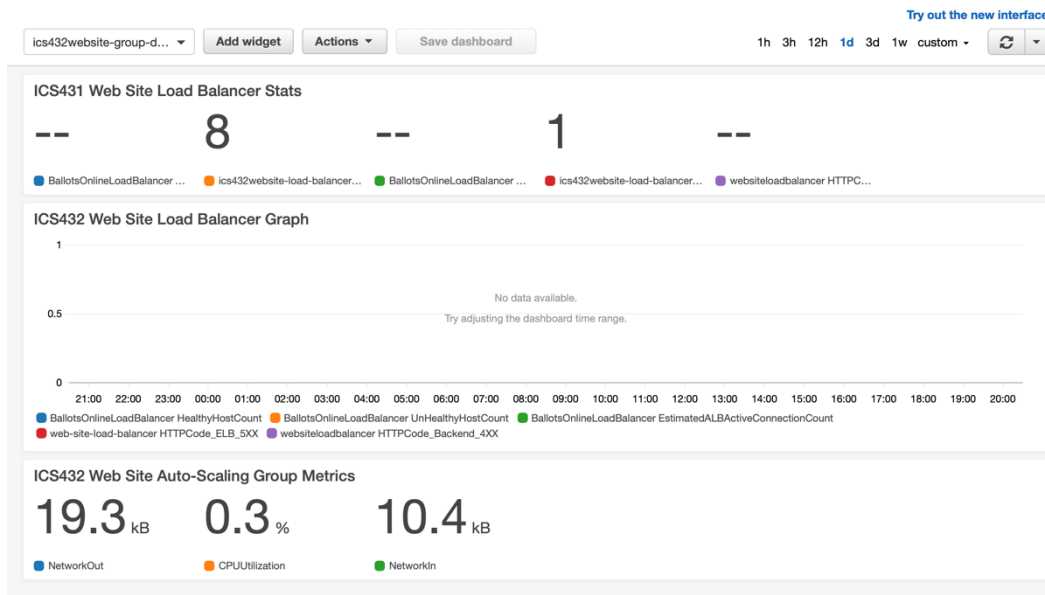 Try out the new interface
ics432website-group-d... Add widget Actions Save dashboard 1h 3h 12h 1d 3d 1w custom
ICS431 Web Site Load Balancer Stats
-- 8 -- 1 --
BallotsOnlineLoadBalancer ... ics432website-load-balancer... BallotsOnlineLoadBalancer ... ics432website-load-balancer... websiteloadbalancer HTTPC...
ICS432 Web Site Load Balancer Graph
1
No data available.
0.5
Try adjusting the dashboard time range.
0
21:00 22:00 23:00 00:00 01:00 02:00 03:00 04:00 05:00 06:00 07:00 08:00 09:00 10:00 11:00 12:00 13:00 14:00 15:00 16:00 17:00 18:00 19:00 20:00
BallotsOnlineLoadBalancer HealthyHostCount BallotsOnlineLoadBalancer UnHealthyHostCount BallotsOnlineLoadBalancer EstimatedALBActiveConnectionCount
web-site-load-balancer HTTPCode_ELB_5XX websiteloadbalancer HTTPCode_Backend_4XX
ICS432 Web Site Auto-Scaling Group Metrics
19.3 kB 0.3 % 10.4 kB
NetworkOut CPUUtilization NetworkIn